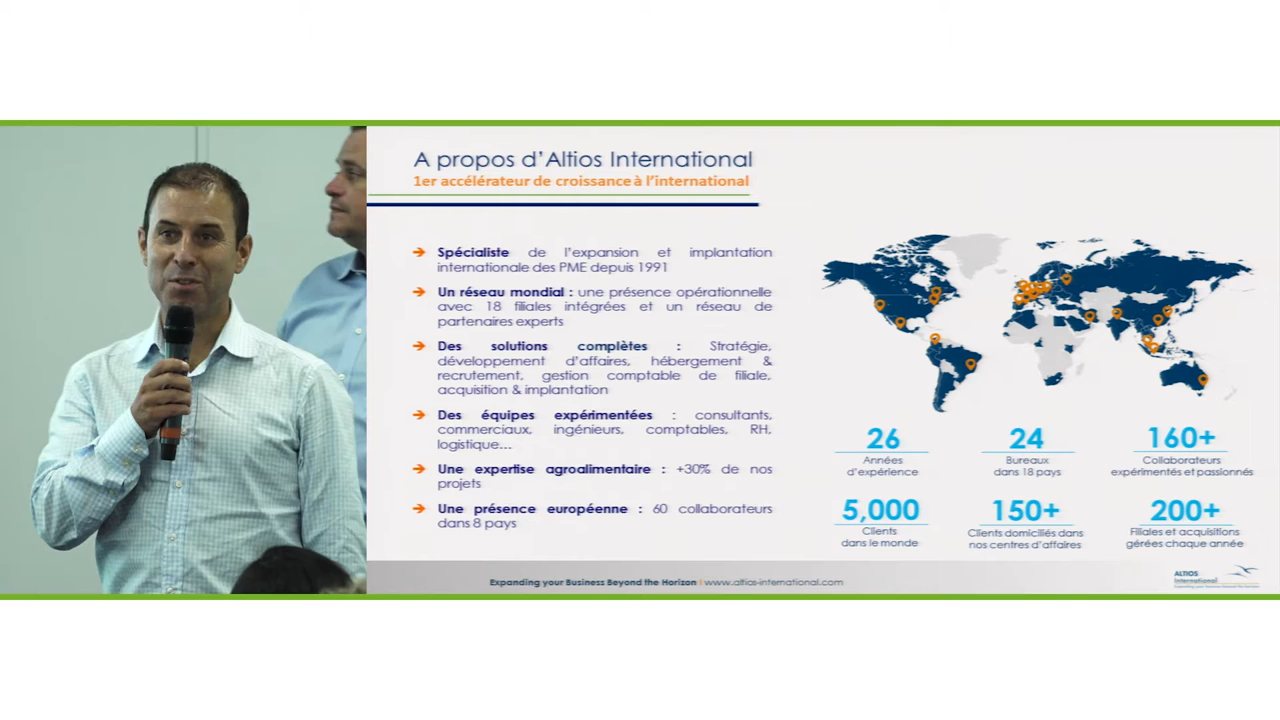 A propos d'Altios International
1er accélérateur de croissance à l'international
➔ Spécialiste de l'expansion et implantation
internationale des PME depuis 1991
➔ Un réseau mondial : une présence opérationnelle
avec 18 filiales intégrées et un réseau de
partenaires experts
➔ Des solutions complètes : Stratégie,
développement d'affaires, hébergement &
recrutement, gestion comptable de filiale,
acquisition & implantation
➔ Des équipes expérimentées : consultants,
commerciaux, ingénieurs, comptables, RH,
logistique...
➔ Une expertise agroalimentaire : +30% de nos
projets
➔ Une présence européenne : 60 collaborateurs
dans 8 pays
26
Années
d'expérience
24
Bureaux
dans 18 pays
160+
Collaborateurs
expérimentés et passionnés
5,000
Clients
dans le monde
150+
Clients domiciliés dans
nos centres d'affaires
200+
Filiales et acquisitions
gérées chaque année
Expanding your Business Beyond the Horizon I www.altios-international.com
ALTIOS
International